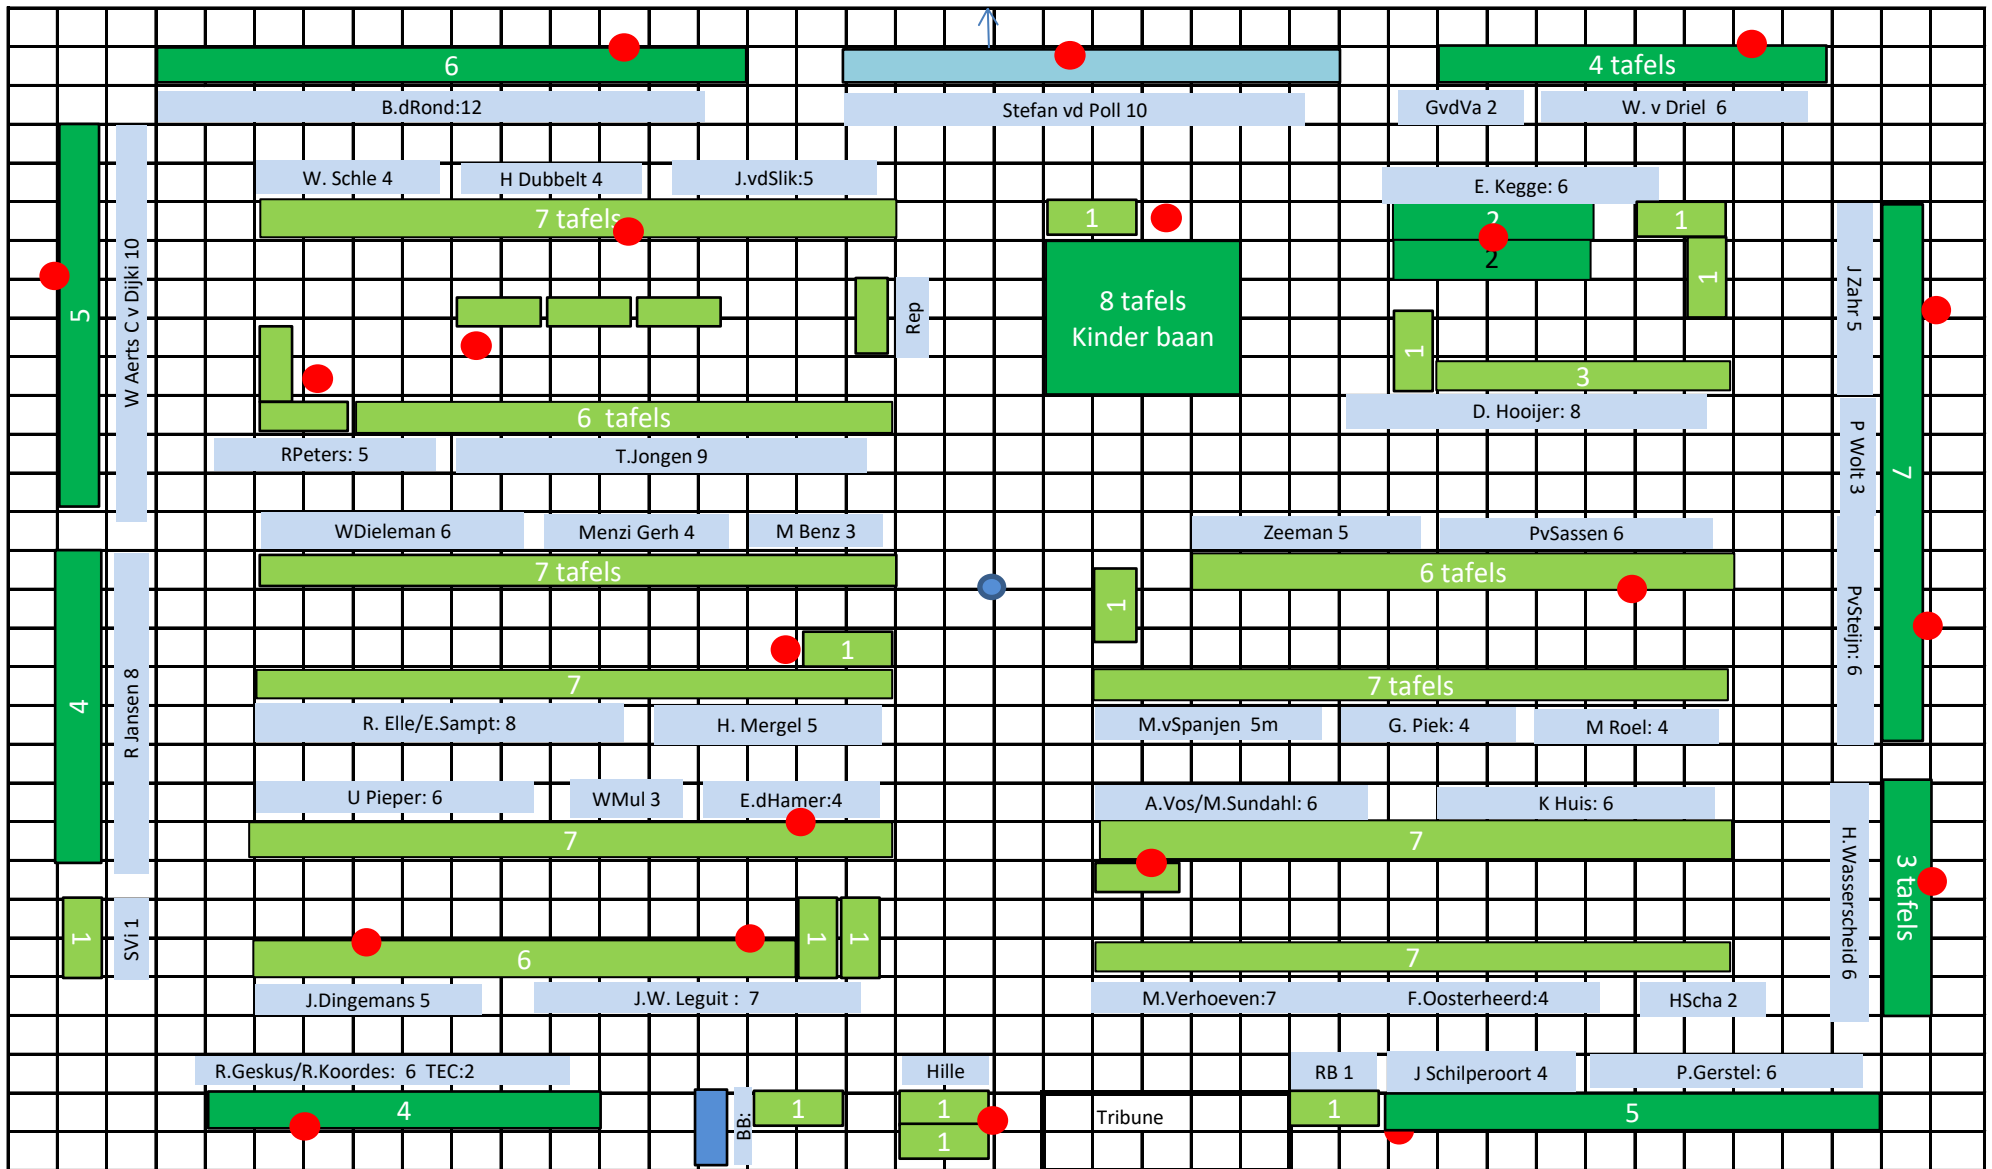 6
4 tafels
B.dRond:12
Stefan vd Poll 10
GvdVa 2
W. v Driel 6
W. Schle 4
H Dubbelt 4
J.vdSlik:5
E. Kegge: 6
7 tafels
1
2
1
2
1
5
W Aerts C v Dijki 10
Rep
8 tafels
Kinder baan
J Zahr 5
1
3
6 tafels
D. Hooijer: 8
RPeters: 5
T.Jongen 9
P Wolt 3
7
WDieleman 6
Menzi Gerh 4
M Benz 3
Zeeman 5
PvSassen 6
7 tafels
6 tafels
1
PvSteijn: 6
1
4
R Jansen 8
7
7 tafels
R. Elle/E.Sampt: 8
H. Mergel 5
M.vSpanjen 5m
G. Piek: 4
M Roel: 4
U Pieper: 6
WMul 3
E.dHamer:4
A.Vos/M.Sundahl: 6
K Huis: 6
7
7
H.Wasserscheid 6
3 tafels
1
SVi 1
6
1
1
7
J.Dingemans 5
J.W. Leguit : 7
M.Verhoeven:7
F.Oosterheerd:4
HScha 2
R.Geskus/R.Koordes: 6 TEC:2
Hille
RB 1
J Schilperoort 4
P.Gerstel: 6
4
BB:
1
1
1
Tribune
1
5